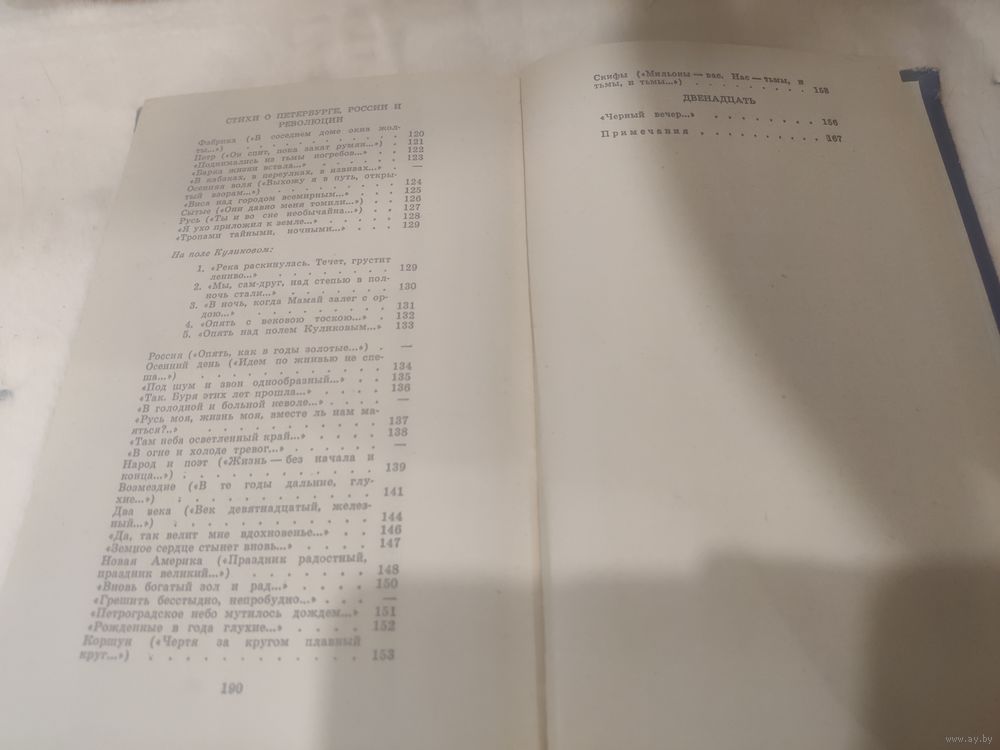 СТИХИ О ПЕТЕРБУРГЕ, РОССИИ И
РЕВОЛЮЦИИ
Фабрика («В соседнем доме окна жол-
ты...») . . . . . . . . . 120
Петр («Он спит, пока закат румян...») . 121
«Поднимались из тьмы погребов...» . . 122
«Барка жизни встала...» . . . . . 123
«В кабаках, в переулках, в извивах...» . —
Осенняя воля («Выхожу я в путь, откры-
тый взорам...») . . . . . . . 124
«Вися над городом всемирным...» . . . 125
Сытые («Они давно меня томили...») . . 126
Русь («Ты и во сне необычайна...») . . 127
«Я ухо приложил к земле...» . . . . 128
«Тропами тайными, ночными...» . . . 129
На поле Куликовом:
1. «Река раскинулась. Течет, грустит
лениво...» . . . . . . . . 129
2. «Мы, сам-друг, над степью в пол-
ночь стали...» . . . . . . . 130
3. «В ночь, когда Мамай залег с ор-
дою...» . . . . . . . . . 131
4. «Опять с вековою тоскою...» . 132
5. «Опять над полем Куликовым...» 133
Россия («Опять, как в годы золотые...») . —
Осенний день («Идем по жнивью не спе-
ша...») . . . . . . . . . . 134
«Под шум и звон однообразный...» . . 135
«Так. Буря этих лет прошла...» . . . 136
«В голодной и больной неволе...» . . . . —
«Русь моя, жизнь моя, вместе ль нам ма-
яться?..» . . . . . . . . . . 137
«Там неба осветленный край...» . . . . 138
«В огне и холоде тревог...» . . . . . —
Народ и поэт («Жизнь — без начала и
конца...») . . . . . . . . . . 139
Возмездие («В те годы дальние, глу-
хие...») . . . . . . . . . . 141
Два века («Век девятнадцатый, желез-
ный...») . . . . . . . . . . 144
«Да, так велит мне вдохновенье...» . . 146
«Земное сердце стынет вновь...» . . . . 147
Новая Америка («Праздник радостный,
праздник великий...») . . . . . . . 148
«Вновь богатый зол и рад...» . . . . 150
«Грешить бесстыдно, непробудно...» . . . —
«Петроградское небо мутилось дождем...» 151
«Рожденные в года глухие...» . . . . 152
Коршун («Чертя за кругом плавный
круг...») . . . . . . . . . . . 153
190
Скифы («Мильоны — вас. Нас — тьмы, и
тьмы, и тьмы...») . . . . . . . . 153
ДВЕНАДЦАТЬ
«Черный вечер...» . . . . . . . 156
Примечания . . . . . . . . . 167
www.ay.by